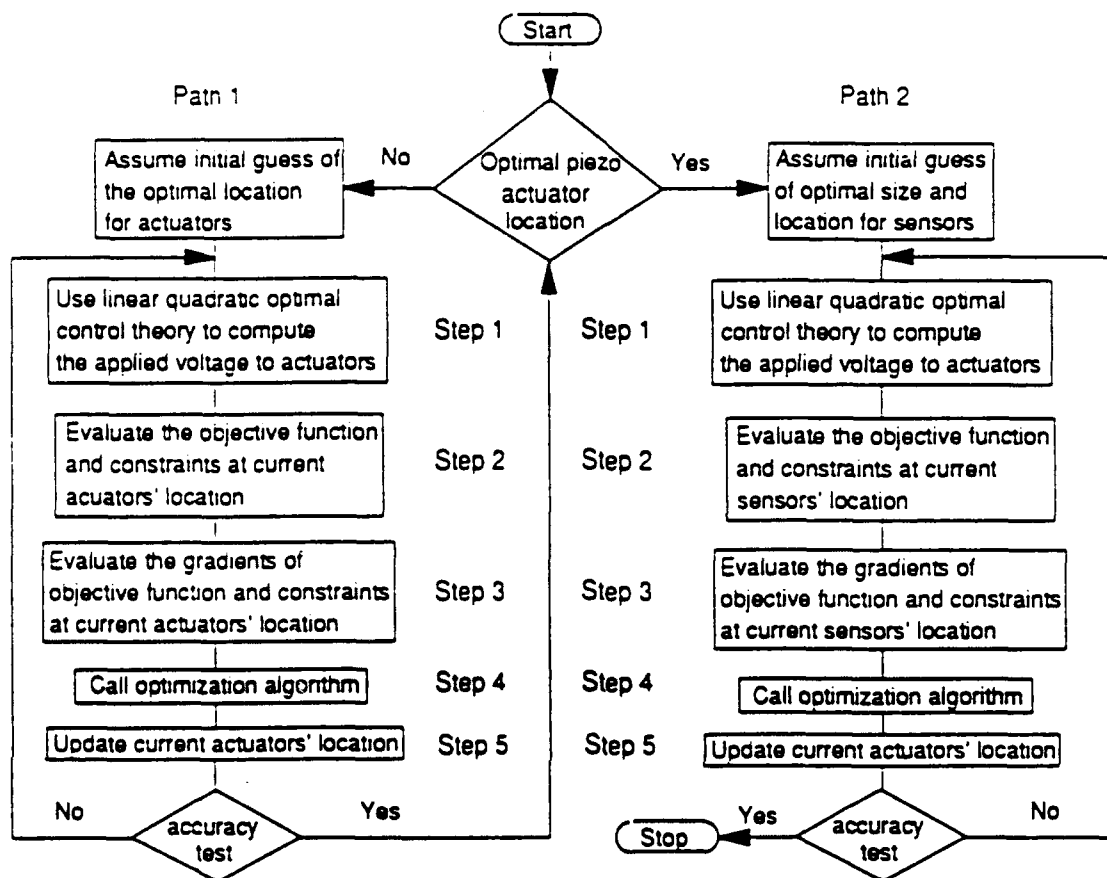 Start
Patn 1
Path 2
Assume initial guess of
the optimal location
for actuators
No
Optimal piezo
actuator
location
Yes
Assume initial guess
of optimal size and
location for sensors
Use linear quadratic optimal
control theory to compute
the applied voltage to actuators
Step 1
Step 1
Use linear quadratic optimal
control theory to compute
the applied voltage to actuators
Evaluate the objective function
and constraints at current
acuators' location
Step 2
Step 2
Evaluate the objective function
and constraints at current
sensors' location
Evaluate the gradients of
objective function and constraints
at current actuators' location
Step 3
Step 3
Evaluate the gradients of
objective function and constraints
at current sensors' location
Call optimization algorithm
Step 4
Step 4
Call optimization algorithm
Update current actuators' location
Step 5
Step 5
Update current actuators' location
No
accuracy
test
Yes
Stop
Yes
accuracy
test
No